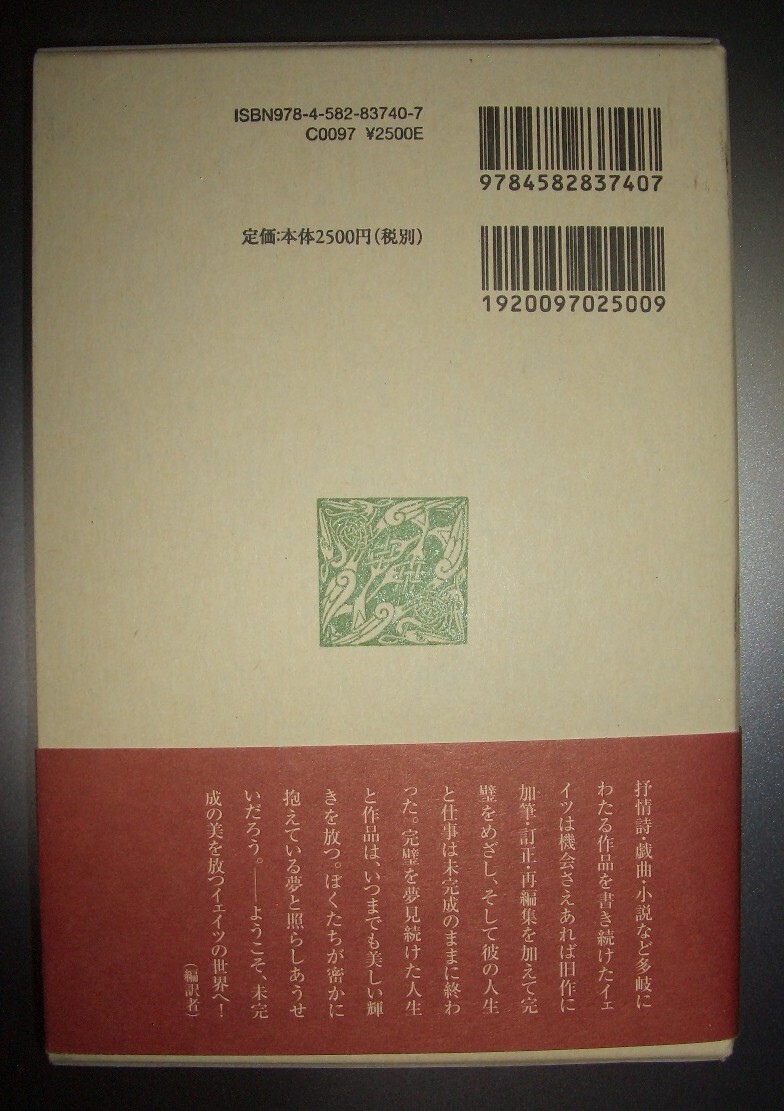 ISBN978-4-582-83740-7
C0097 ¥2500E
9784582837407
定価:本体2500円(税別)
1920097025009
抒情詩・戯曲・小説など多岐に
わたる作品を書き続けたイェ
イツは機会さえあれば旧作に
加筆・訂正・再編集を加えて完
璧をめざし、そして彼の人生
と仕事は未完成のままに終わ
った。完璧を夢見続けた人生
と作品は、いつまでも美しい輝
きを放つ。ぼくたちが密かに
抱えている夢と照らしあうせ
いだろう。――ようこそ、未完
成の美を放つイェイツの世界へ!
(編訳者)